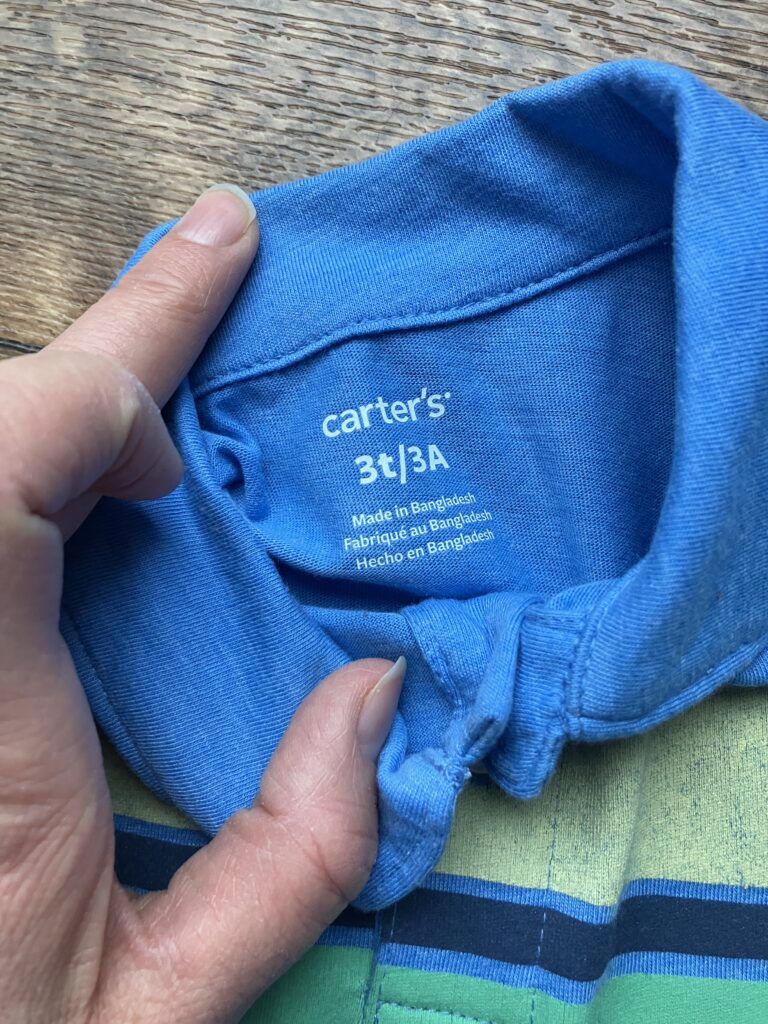 carter's
3t/3A
Made in Bangladesh
Fabriqué au Bangladesh
Hecho en Bangladesh